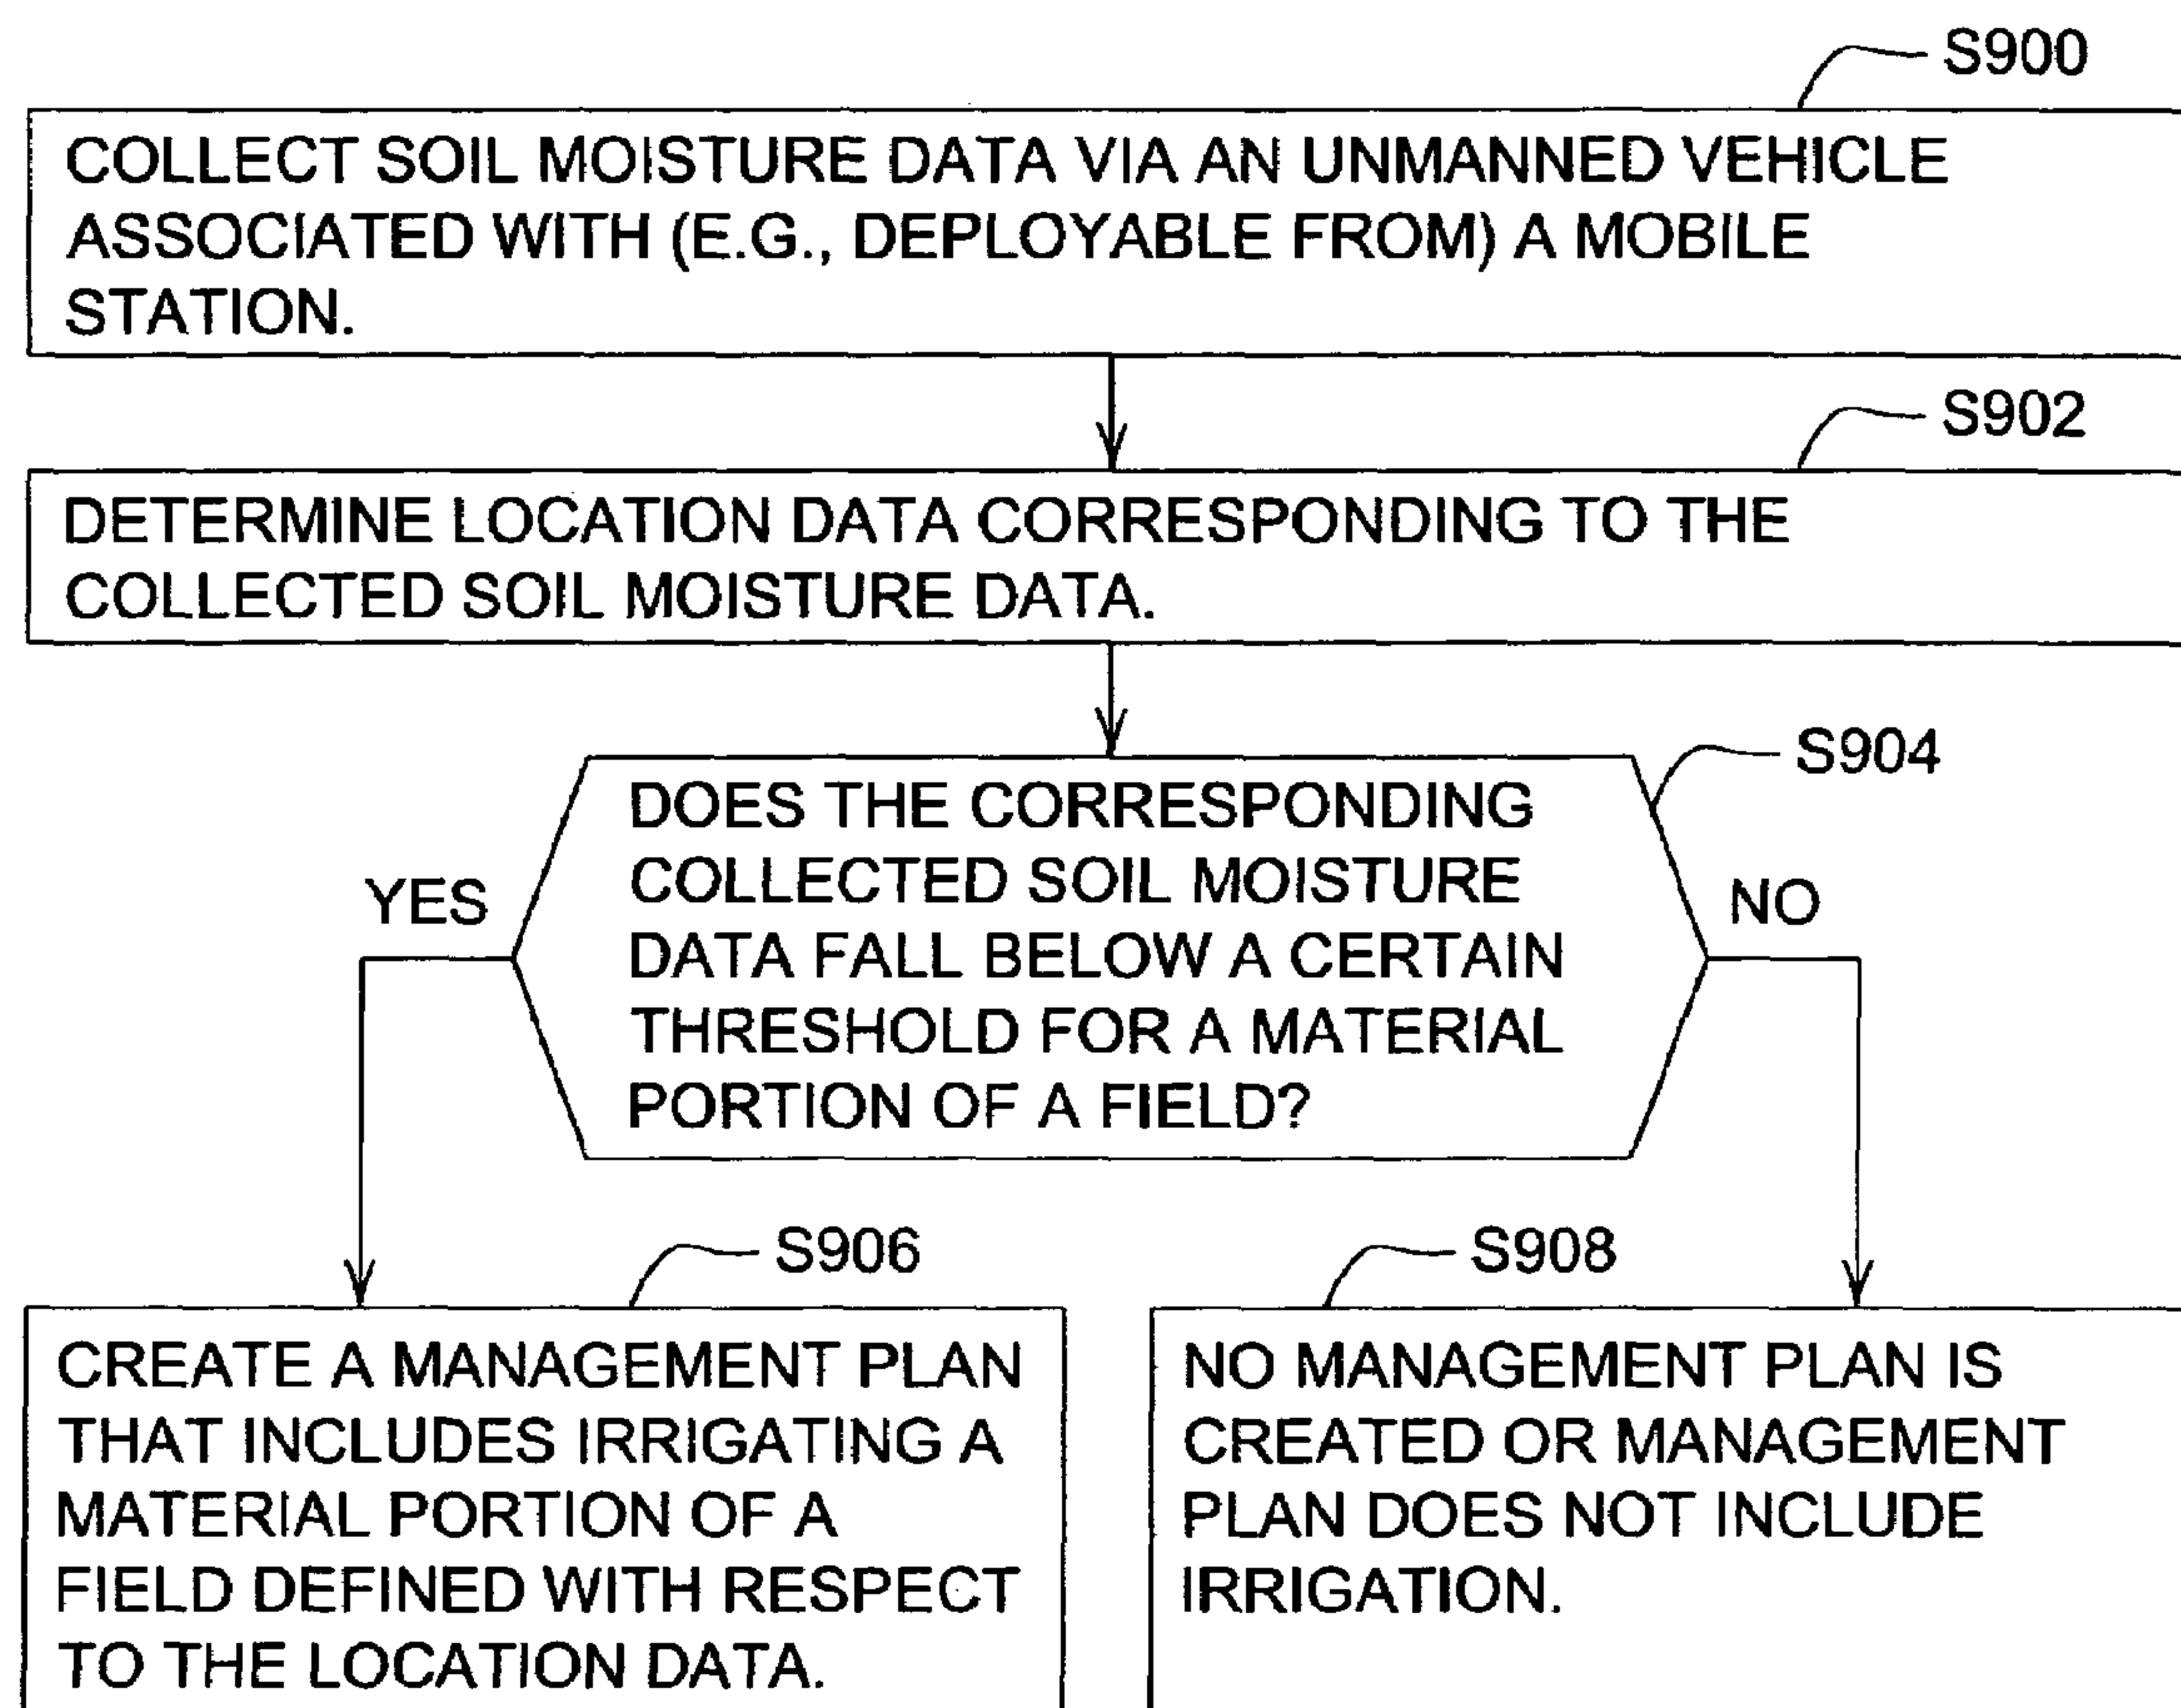 S900
COLLECT SOIL MOISTURE DATA VIA AN UNMANNED VEHICLE
ASSOCIATED WITH (E.G., DEPLOYABLE FROM) A MOBILE
STATION.
S902
DETERMINE LOCATION DATA CORRESPONDING TO THE
COLLECTED SOIL MOISTURE DATA.
S904
DOES THE CORRESPONDING
COLLECTED SOIL MOISTURE
DATA FALL BELOW A CERTAIN
THRESHOLD FOR A MATERIAL
PORTION OF A FIELD?
YES
NO
S906
CREATE A MANAGEMENT PLAN
THAT INCLUDES IRRIGATING A
MATERIAL PORTION OF A
FIELD DEFINED WITH RESPECT
TO THE LOCATION DATA.
S908
NO MANAGEMENT PLAN IS
CREATED OR MANAGEMENT
PLAN DOES NOT INCLUDE
IRRIGATION.